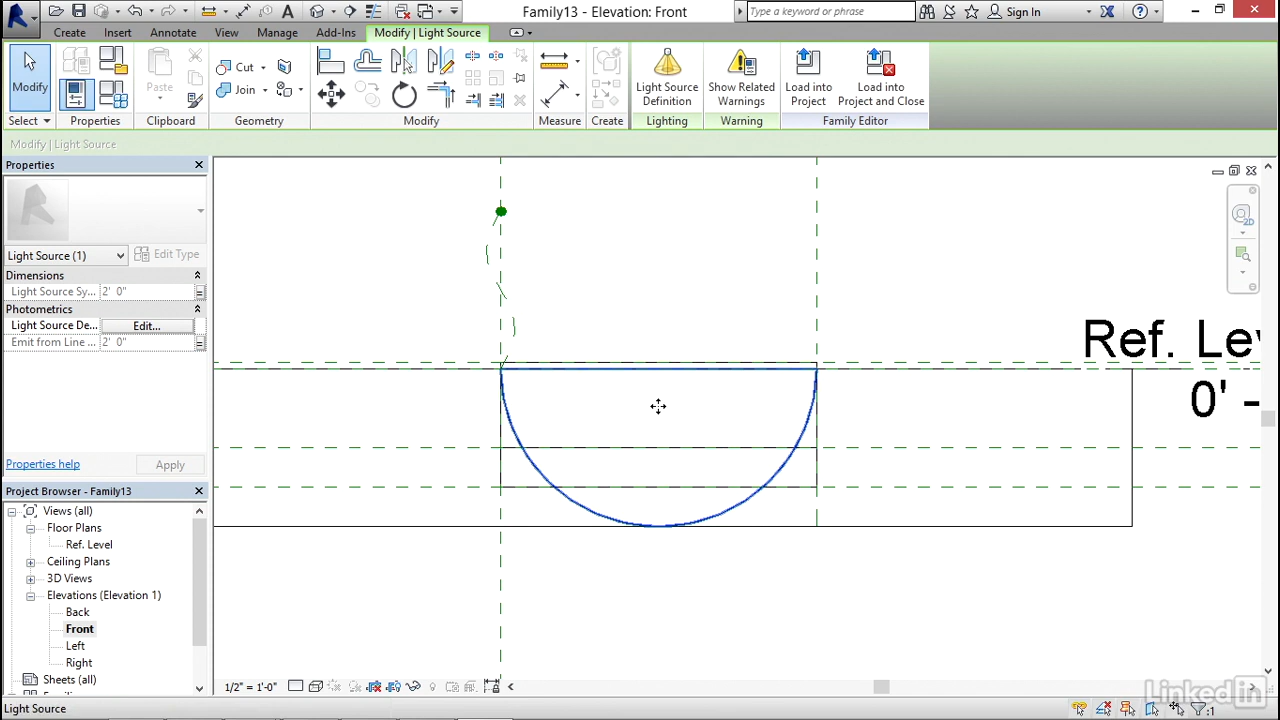 Family13 - Elevation: Front
Type a keyword or phrase
Sign In
Create
Insert
Annotate
View
Manage
Add-Ins
Modify | Light Source
Modify
Paste
Cut
Join
Light Source
Definition
Show Related
Warnings
Load into
Project
Load into
Project and Close
Select
Properties
Clipboard
Geometry
Modify
Measure
Create
Lighting
Warning
Family Editor
Modify | Light Source
Properties
Light Source (1)
Edit Type
Dimensions
Light Source Sy...
2' 0"
Photometrics
Light Source De...
Edit...
Emit from Line ...
2' 0"
Properties help
Apply
Project Browser - Family13
Views (all)
Floor Plans
Ref. Level
Ceiling Plans
3D Views
Elevations (Elevation 1)
Back
Front
Left
Right
Sheets (all)
2D
Ref. Lev
0' -
1/2" = 1'-0"
Light Source
:1
Linked in